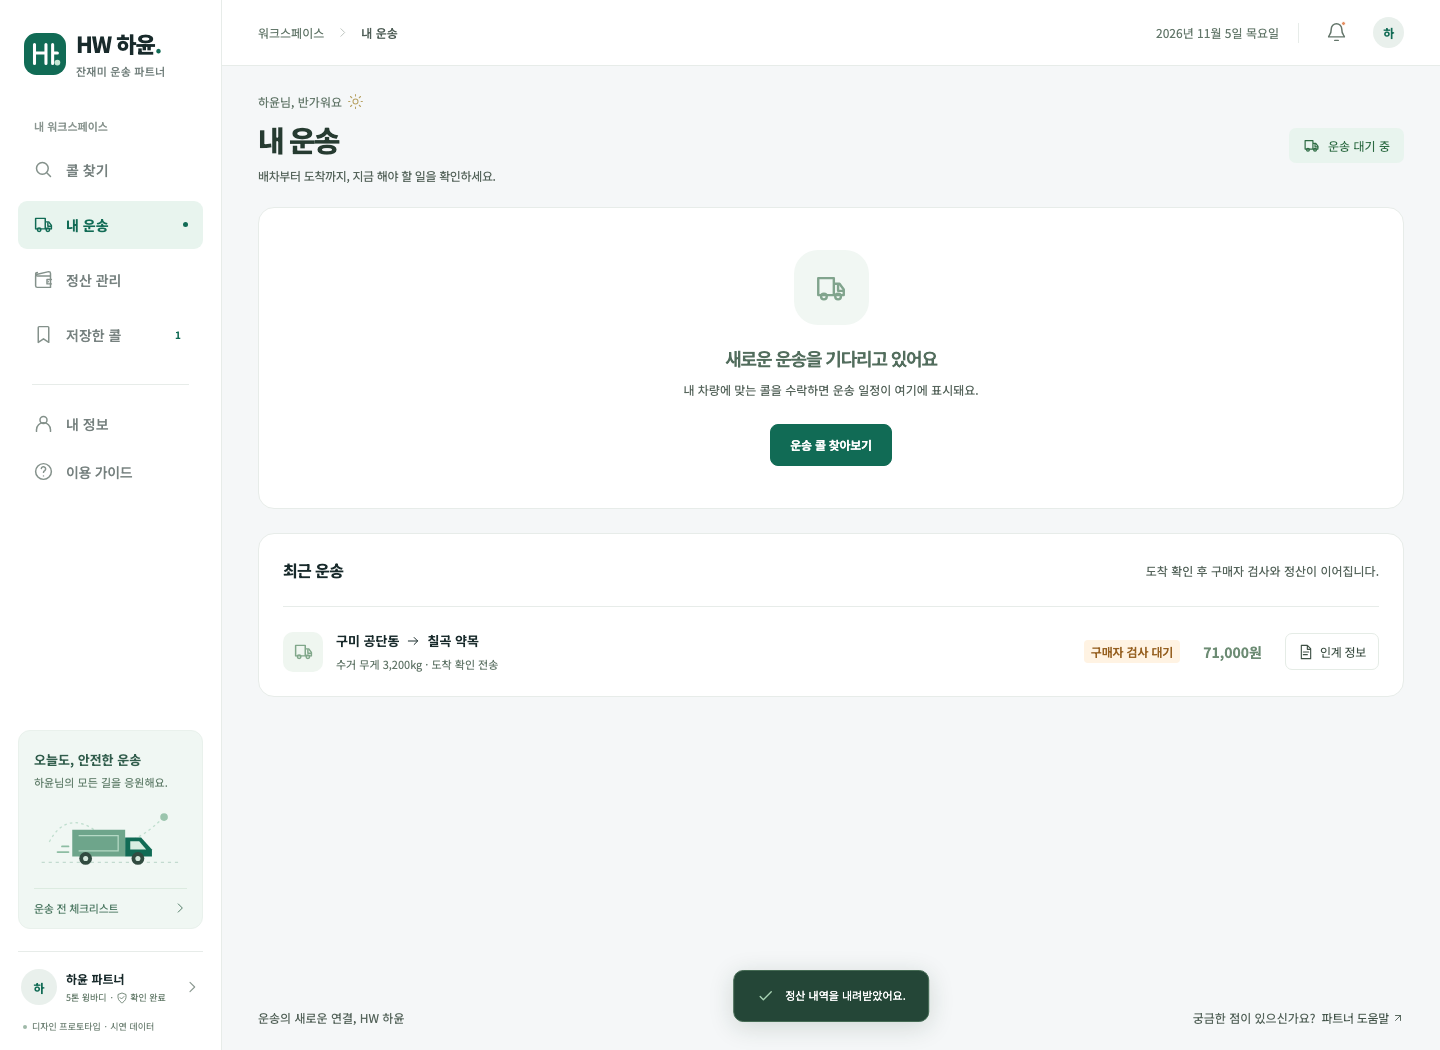 HW 하윤.
잔재미 운송 파트너
내 워크스페이스
콜 찾기
내 운송
정산 관리
저장한 콜 1
내 정보
이용 가이드
오늘도, 안전한 운송
하윤님의 모든 길을 응원해요.
운송 전 체크리스트
하 하윤 파트너
5톤 윙바디 · 확인 완료
디자인 프로토타입 · 시연 데이터
워크스페이스 내 운송
2026년 11월 5일 목요일 하
하윤님, 반가워요
내 운송
운송 대기 중
배차부터 도착까지, 지금 해야 할 일을 확인하세요.
새로운 운송을 기다리고 있어요
내 차량에 맞는 콜을 수락하면 운송 일정이 여기에 표시돼요.
운송 콜 찾아보기
최근 운송 도착 확인 후 구매자 검사와 정산이 이어집니다.
구미 공단동 → 칠곡 약목
수거 무게 3,200kg · 도착 확인 전송
구매자 검사 대기 71,000원 인계 정보
정산 내역을 내려받았어요.
운송의 새로운 연결, HW 하윤
궁금한 점이 있으신가요? 파트너 도움말